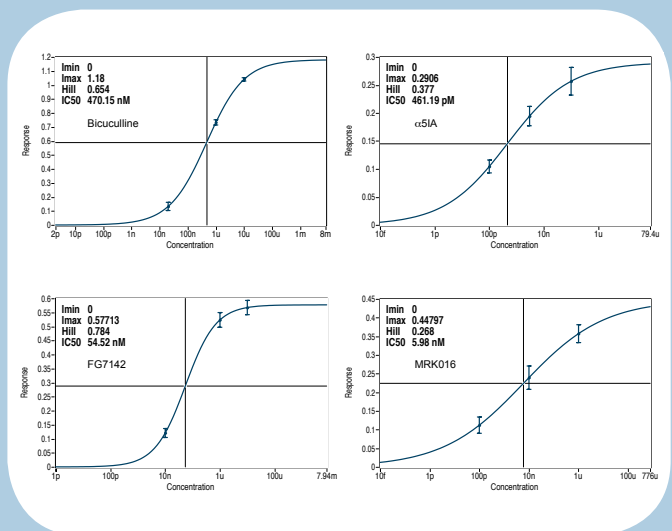 1.2
1.1
1
0.9
0.8
0.7
0.6
0.5
0.4
0.3
0.2
0.1
0
Response
Imin 0
Imax 1.18
Hill 0.654
IC50 470.15 nM
Bicuculline
2p 10p 100p 1n 10n 100n 1u 10u 100u 1m 8m
Concentration
0.3
0.25
0.2
0.15
0.1
0.05
0
Response
Imin 0
Imax 0.2906
Hill 0.377
IC50 461.19 pM
α5IA
10f 1p 100p 10n 1u 79.4u
Concentration
0.6
0.55
0.5
0.45
0.4
0.35
0.3
0.25
0.2
0.15
0.1
0.05
0
Response
Imin 0
Imax 0.57713
Hill 0.784
IC50 54.52 nM
FG7142
1p 100p 10n 1u 100u 7.94m
Concentration
0.45
0.4
0.35
0.3
0.25
0.2
0.15
0.1
0.05
0
Response
Imin 0
Imax 0.44797
Hill 0.268
IC50 5.98 nM
MRK016
10f 1p 100p 10n 1u 100u 776u
Concentration